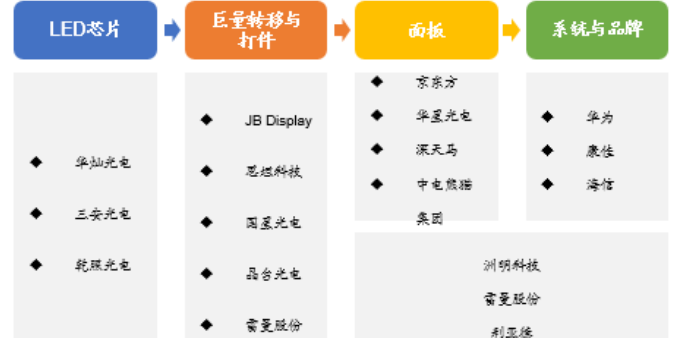 LED芯片
巨量转移与
打件
面板
系统与品牌
华灿光电
三安光电
乾照光电
JB Display
思坦科技
国星光电
晶台光电
雷曼股份
京东方
华星光电
深天马
中电熊猫
集团
华为
康佳
海信
洲明科技
雷曼股份
利亚德